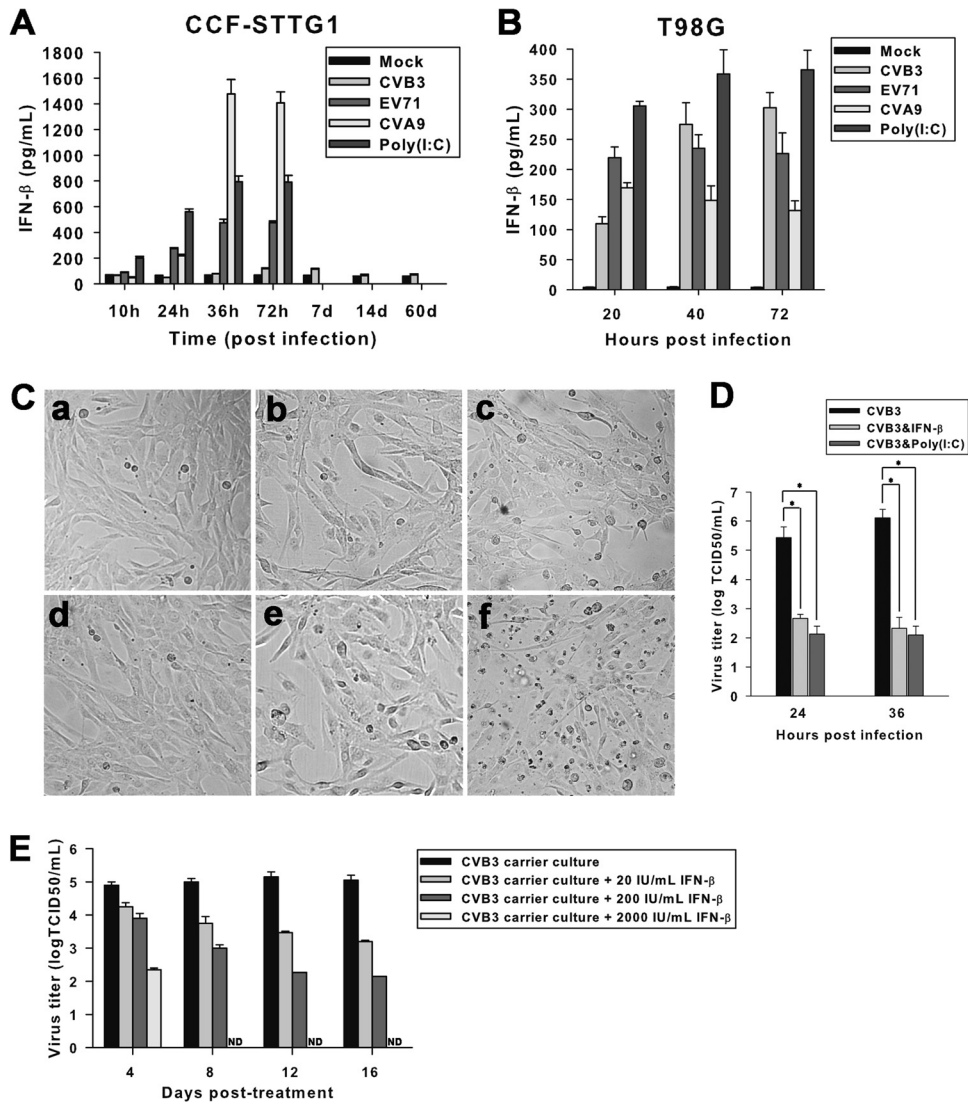 A
CCF-STTG1
IFN-β (pg/mL)
1800
1600
1400
1200
1000
800
600
400
200
0
Mock
CVB3
EV71
CVA9
Poly(I:C)
10h 24h 36h 72h 7d 14d 60d
Time (post infection)
B
T98G
IFN-β (pg/mL)
400
350
300
250
200
150
100
50
0
Mock
CVB3
EV71
CVA9
Poly(I:C)
20 40 72
Hours post infection
C
a b c
d e f
D
CVB3
CVB3&IFN-β
CVB3&Poly(I:C)
Virus titer (log TCID50/mL)
7
6
5
4
3
2
1
0
* * * *
24 36
Hours post infection
E
Virus titer (logTCID50/mL)
6
5
4
3
2
1
0
CVB3 carrier culture
CVB3 carrier culture + 20 IU/mL IFN-β
CVB3 carrier culture + 200 IU/mL IFN-β
CVB3 carrier culture + 2000 IU/mL IFN-β
ND ND ND
4 8 12 16
Days post-treatment